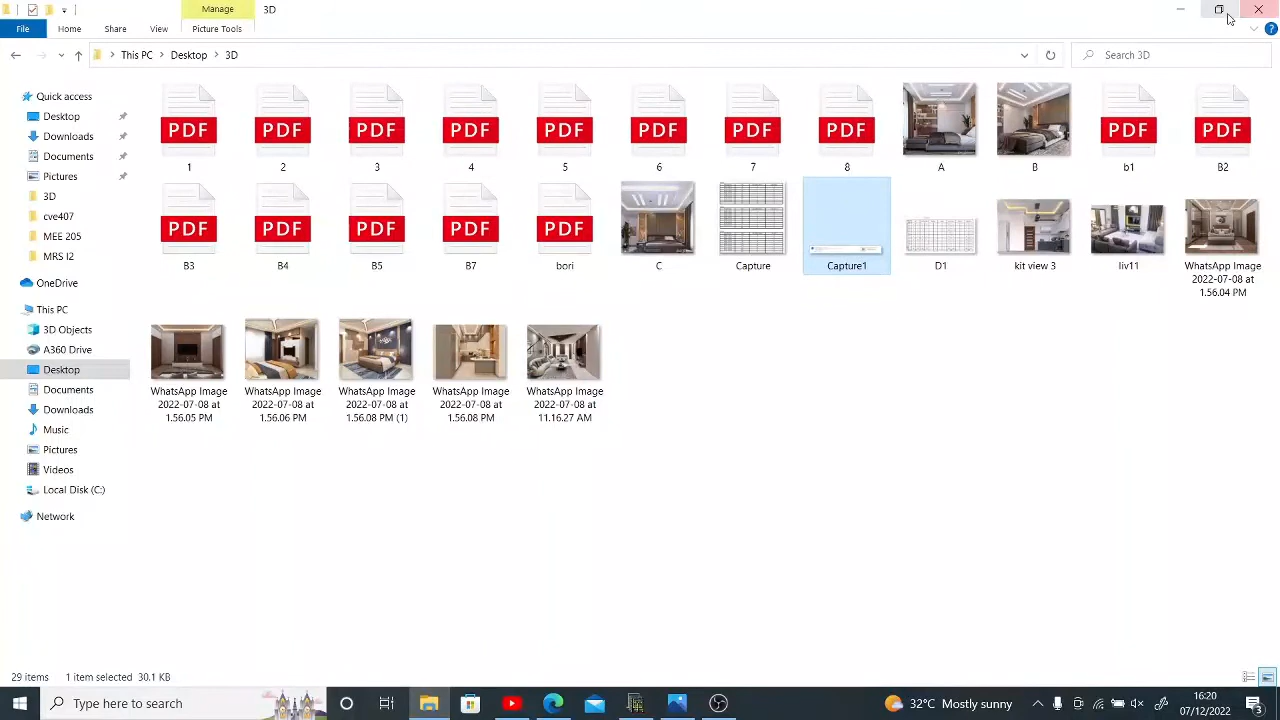 Manage
3D
File
Home
Share
View
Picture Tools
This PC
Desktop
3D
Search 3D
Quick access
Desktop
Downloads
Documents
Pictures
3D
cve407
MEE 205
MRS I2
OneDrive
This PC
3D Objects
A360 Drive
Desktop
Documents
Downloads
Music
Pictures
Videos
Local Disk (C:)
Network
PDF PDF PDF PDF PDF PDF PDF PDF PDF PDF
1 2 3 4 5 6 7 8 A B b1 B2
PDF PDF PDF PDF PDF
B3 B4 B5 B7 bori C Capture Capture1 D1 kit view 3 liv11 WhatsApp Image
2022-07-08 at
1.56.04 PM
WhatsApp Image
2022-07-08 at
1.56.05 PM
WhatsApp Image
2022-07-08 at
1.56.06 PM
WhatsApp Image
2022-07-08 at
1.56.08 PM (1)
WhatsApp Image
2022-07-08 at
1.56.08 PM
WhatsApp Image
2022-07-08 at
11.16.27 AM
29 items
1 item selected 30.1 KB
Type here to search
32°C Mostly sunny
16:20
07/12/2022
3